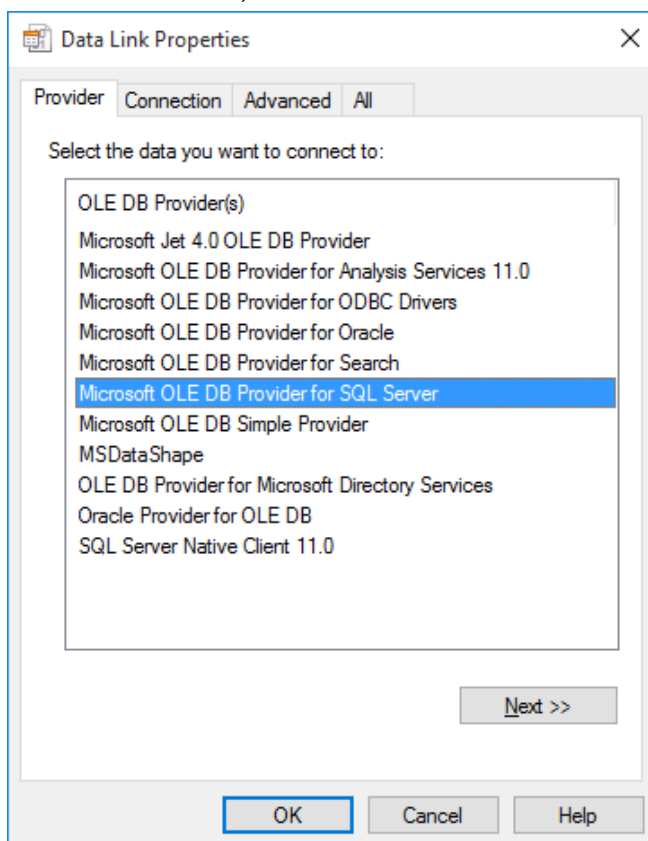 Data Link Properties
Provider Connection Advanced All
Select the data you want to connect to:
OLE DB Provider(s)
Microsoft Jet 4.0 OLE DB Provider
Microsoft OLE DB Provider for Analysis Services 11.0
Microsoft OLE DB Provider for ODBC Drivers
Microsoft OLE DB Provider for Oracle
Microsoft OLE DB Provider for Search
Microsoft OLE DB Provider for SQL Server
Microsoft OLE DB Simple Provider
MSDataShape
OLE DB Provider for Microsoft Directory Services
Oracle Provider for OLE DB
SQL Server Native Client 11.0
Next >>
OK Cancel Help